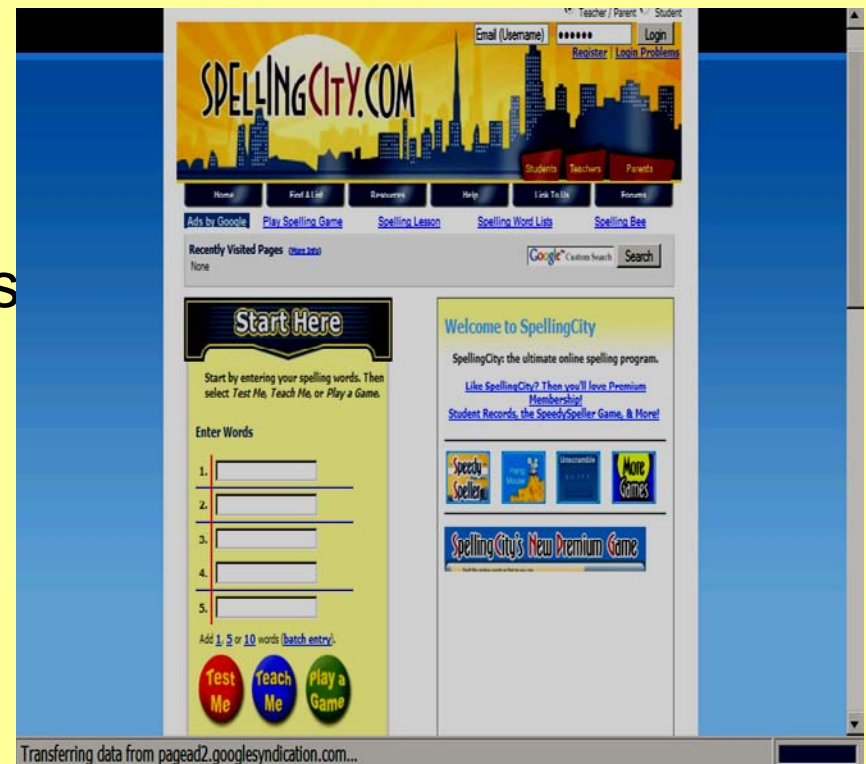 Teacher / Parent Student
Email (Username) •••••• Login
Register | Login Problems
SPELLINGCITY.COM
Students Teachers Parents
Home Find A List Resources Help Link To Us Forums
Ads by Google Play Spelling Game Spelling Lesson Spelling Word Lists Spelling Bee
Recently Visited Pages (More Info)
None
Google™ Custom Search Search
s
Start Here
Start by entering your spelling words. Then
select Test Me, Teach Me, or Play a Game.
Enter Words
1.
2.
3.
4.
5.
Add 1, 5 or 10 words (batch entry).
Test
Me
Teach
Me
Play a
Game
Welcome to SpellingCity
SpellingCity: the ultimate online spelling program.
Like SpellingCity? Then you'll love Premium
Membership!
Student Records, the SpeedySpeller Game, & More!
Speedy
Speller
Hang
Mouse
Unscramble
More
Games
SpellingCity's New Premium Game
Transferring data from pagead2.googlesyndication.com...